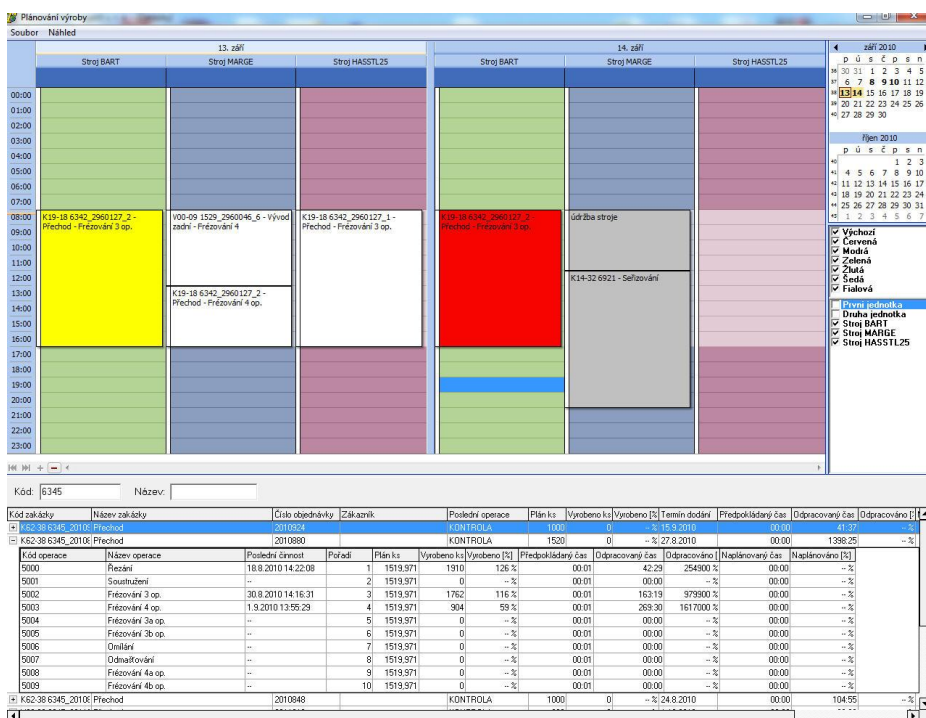 Plánování výroby
Soubor Náhled
13. září 14. září
Stroj BART Stroj MARGE Stroj HASSTL25 Stroj BART Stroj MARGE Stroj HASSTL25
00:00
01:00
02:00
03:00
04:00
05:00
06:00
07:00
08:00
09:00
10:00
11:00
12:00
13:00
14:00
15:00
16:00
17:00
18:00
19:00
20:00
21:00
22:00
23:00
K19-18 6342_2960127_2 -
Přechod - Frézování 3 op.
V00-09 1529_2960046_6 - Vývod
zadní - Frézování 4
K19-18 6342_2960127_2 -
Přechod - Frézování 4 op.
K19-18 6342_2960127_1 -
Přechod - Frézování 3 op.
K19-18 6342_2960127_2 -
Přechod - Frézování 3 op.
údržba stroje
K14-32 6921 - Seřizování
září 2010
p ú s č p s n
36 30 31 1 2 3 4 5
37 6 7 8 9 10 11 12
38 13 14 15 16 17 18 19
39 20 21 22 23 24 25 26
40 27 28 29 30
říjen 2010
p ú s č p s n
40 1 2 3
41 4 5 6 7 8 9 10
42 11 12 13 14 15 16 17
43 18 19 20 21 22 23 24
44 25 26 27 28 29 30 31
45 1 2 3 4 5 6 7
Výchozí
Červená
Modrá
Zelená
Žlutá
Šedá
Fialová
První jednotka
Druha jednotka
Stroj BART
Stroj MARGE
Stroj HASSTL25
Kód: 6345 Název:
Kód zakázky Název zakázky Číslo objednávky Zákazník Poslední operace Plán ks Vyrobeno ks Vyrobeno [% Termín dodání Předpokládaný čas Odpracovaný čas Odpracováno [
K62-38 6345_2010 Přechod 2010924 KONTROLA 1000 0 -- % 15.9.2010 00:00 41:37 -- %
K62-38 6345_2010 Přechod 2010880 KONTROLA 1520 0 -- % 27.8.2010 00:00 1398:25 -- %
Kód operace Název operace Poslední činnost Pořadí Plán ks Vyrobeno ks Vyrobeno [%] Předpokládaný čas Odpracovaný čas Odpracováno [ Naplánovaný čas Naplánováno [%]
5000 Řezání 18.8.2010 14:22:08 1 1519,971 1910 126 % 00:01 42:29 254900 % 00:00 -- %
5001 Soustružení -- 2 1519,971 0 -- % 00:01 00:00 -- % 00:00 -- %
5002 Frézování 3 op. 30.8.2010 14:16:31 3 1519,971 1762 116 % 00:01 163:19 979900 % 00:00 -- %
5003 Frézování 4 op. 1.9.2010 13:55:29 4 1519,971 904 59 % 00:01 269:30 1617000 % 00:00 -- %
5004 Frézování 3a op. -- 5 1519,971 0 -- % 00:01 00:00 -- % 00:00 -- %
5005 Frézování 3b op. -- 6 1519,971 0 -- % 00:01 00:00 -- % 00:00 -- %
5006 Omílání -- 7 1519,971 0 -- % 00:01 00:00 -- % 00:00 -- %
5007 Odmašťování -- 8 1519,971 0 -- % 00:01 00:00 -- % 00:00 -- %
5008 Frézování 4a op. -- 9 1519,971 0 -- % 00:01 00:00 -- % 00:00 -- %
5009 Frézování 4b op. -- 10 1519,971 0 -- % 00:01 00:00 -- % 00:00 -- %
K62-38 6345_2010 Přechod 2010848 KONTROLA 1000 0 -- % 24.8.2010 00:00 104:55 -- %